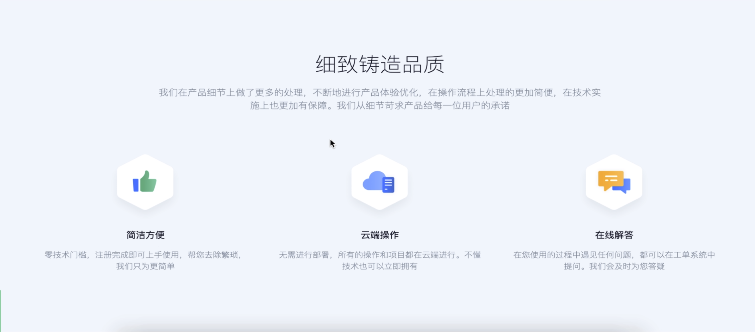 细致铸造品质
我们在产品细节上做了更多的处理，不断地进行产品体验优化，在操作流程上处理的更加简便，在技术实
施上也更加有保障。我们从细节苛求产品给每一位用户的承诺
简洁方便
零技术门槛，注册完成即可上手使用，帮您去除繁琐，
我们只为更简单
云端操作
无需进行部署，所有的操作和项目都在云端进行。不懂
技术也可以立即拥有
在线解答
在您使用的过程中遇见任何问题，都可以在工单系统中
提问。我们会及时为您答疑